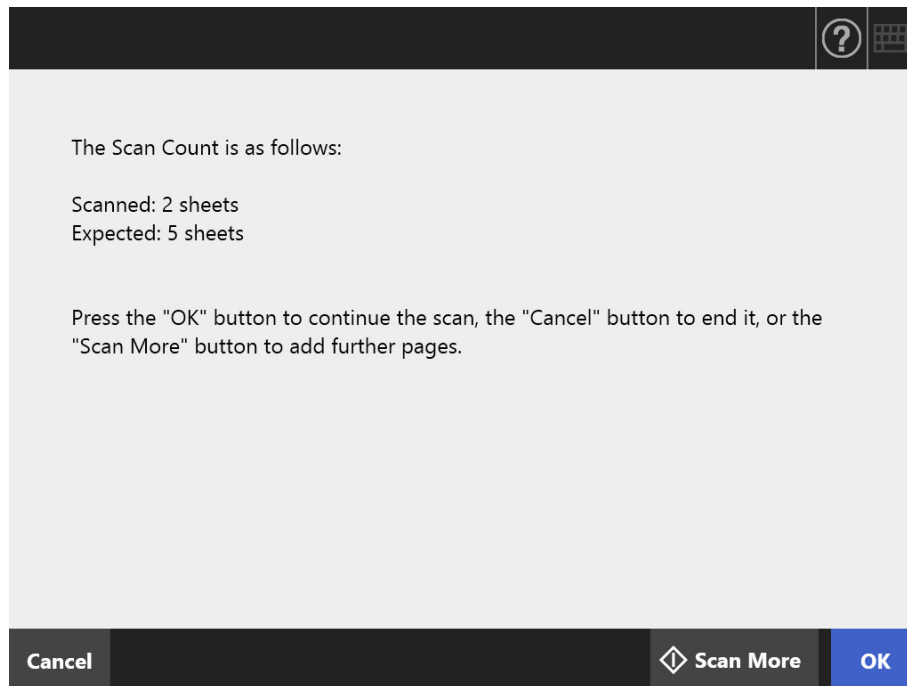 The Scan Count is as follows:
Scanned: 2 sheets
Expected: 5 sheets
Press the "OK" button to continue the scan, the "Cancel" button to end it, or the
"Scan More" button to add further pages.
Cancel
Scan More
OK